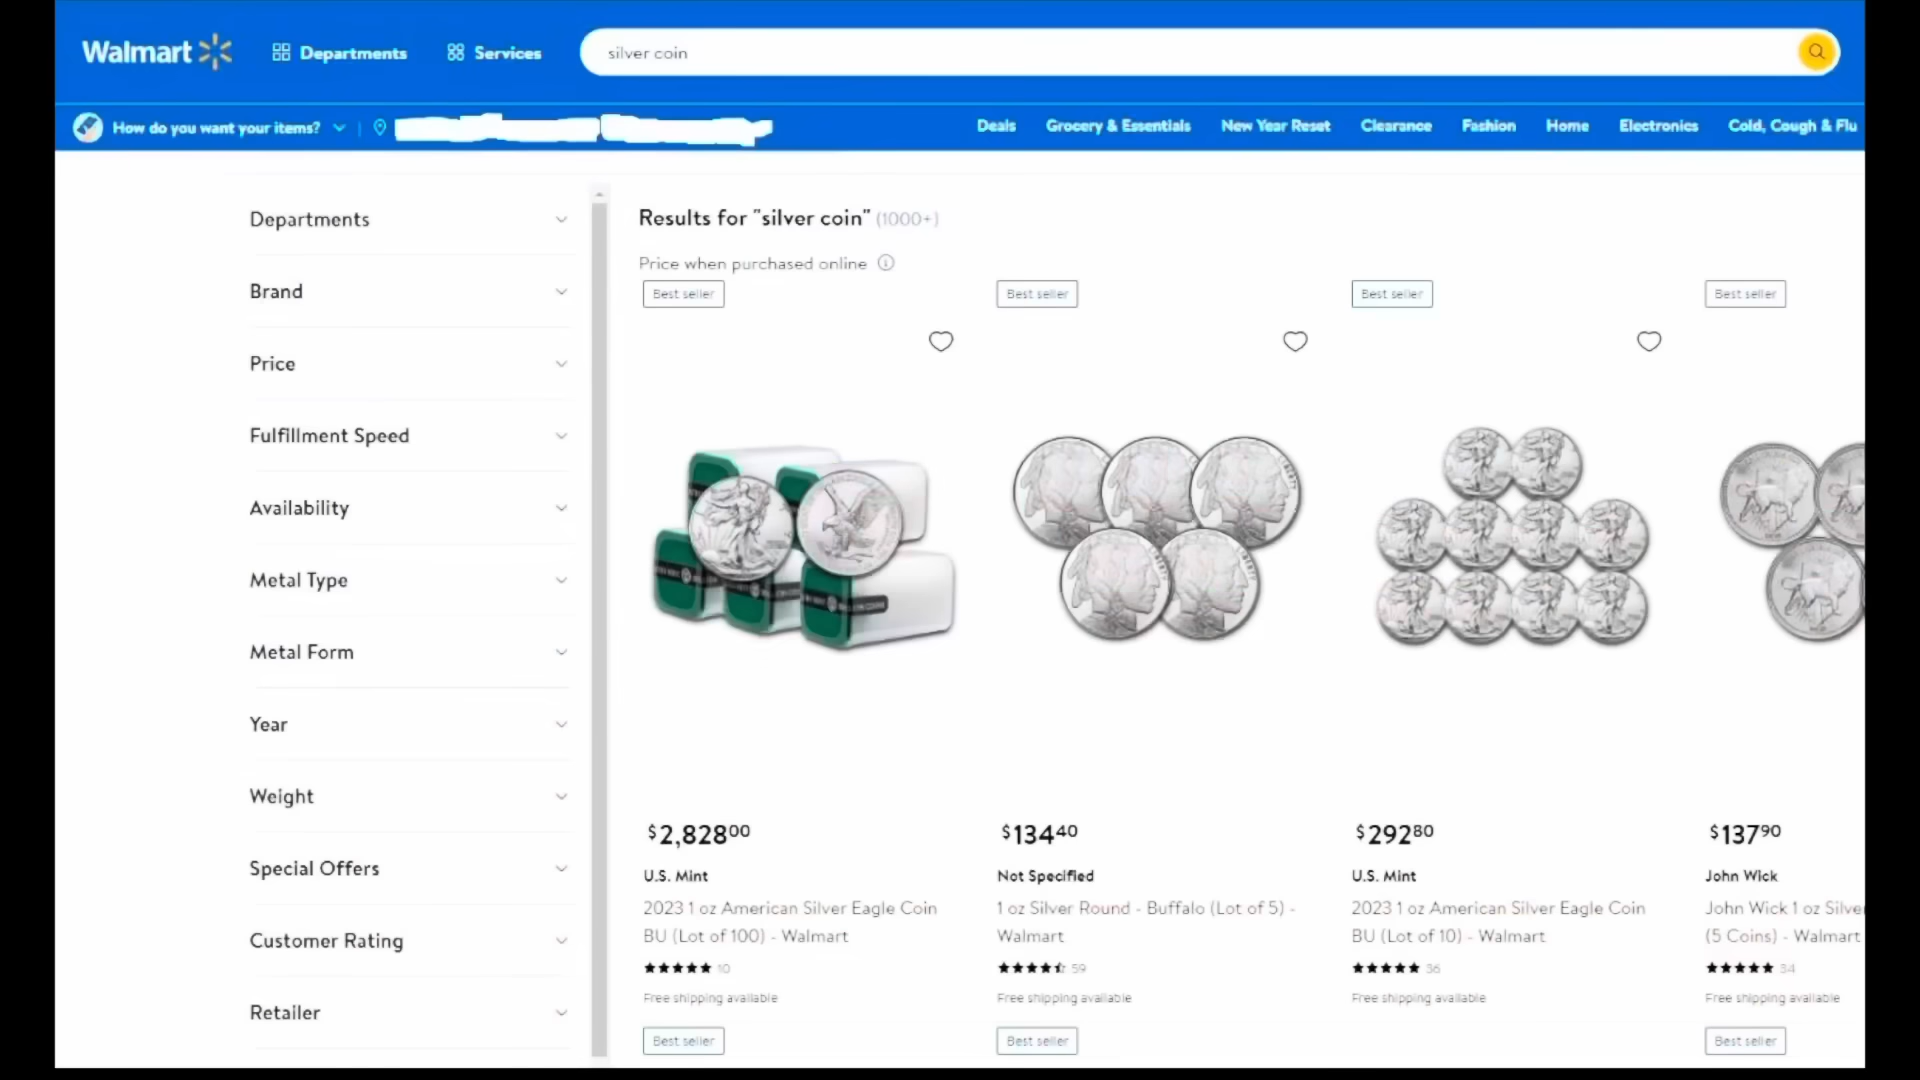 Walmart
Departments
Services
silver coin
How do you want your items?
Deals
Grocery & Essentials
New Year Reset
Clearance
Fashion
Home
Electronics
Cold, Cough & Flu
Departments
Brand
Price
Fulfillment Speed
Availability
Metal Type
Metal Form
Year
Weight
Special Offers
Customer Rating
Retailer
Results for "silver coin" (1000+)
Price when purchased online
Best seller
Best seller
Best seller
Best seller
$2,82800
U.S. Mint
2023 1 oz American Silver Eagle Coin
BU (Lot of 100) - Walmart
10
Free shipping available
Best seller
$13440
Not Specified
1 oz Silver Round - Buffalo (Lot of 5) -
Walmart
59
Free shipping available
Best seller
$29280
U.S. Mint
2023 1 oz American Silver Eagle Coin
BU (Lot of 10) - Walmart
36
Free shipping available
$13790
John Wick
John Wick 1 oz Silver
(5 Coins) - Walmart
34
Free shipping available
Best seller